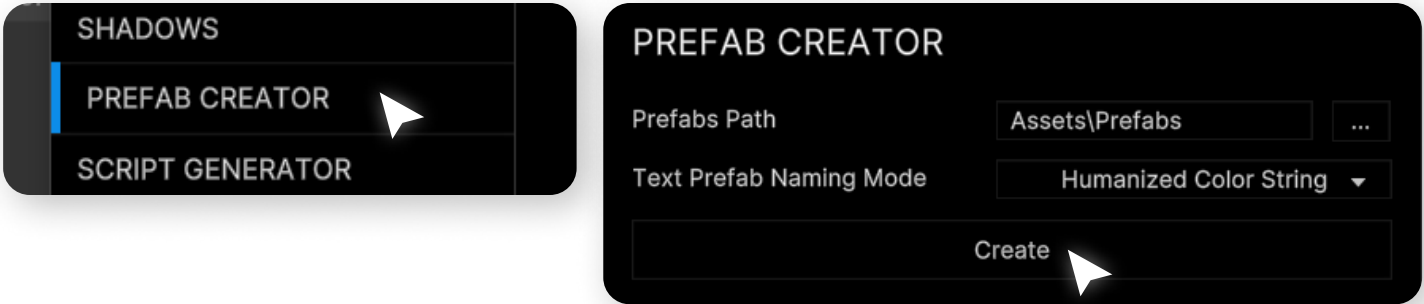 SHADOWS
PREFAB CREATOR
SCRIPT GENERATOR
PREFAB CREATOR
Prefabs Path
Assets\Prefabs
...
Text Prefab Naming Mode
Humanized Color String
Create